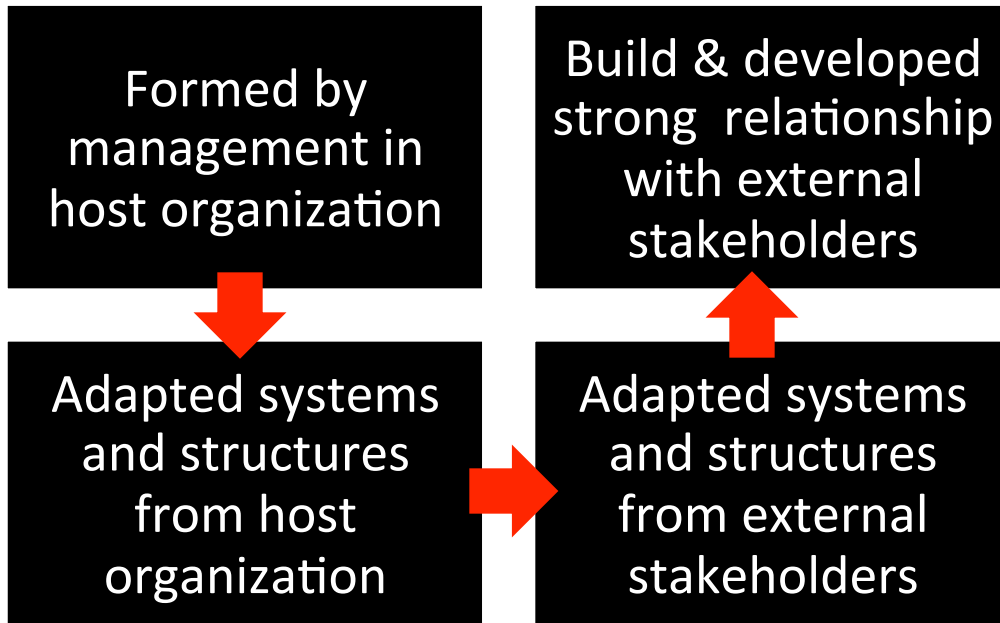 Formed by
management in
host organization
Adapted systems
and structures
from host
organization
Adapted systems
and structures
from external
stakeholders
Build & developed
strong  relationship
with external
stakeholders